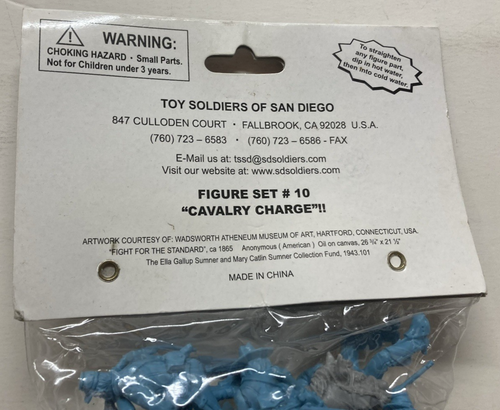 WARNING:
CHOKING HAZARD • Small Parts.
Not for Children under 3 years.
To straighten
any figure part,
dip in hot water,
then into cold water.
TOY SOLDIERS OF SAN DIEGO
847 CULLODEN COURT • FALLBROOK, CA 92028 U.S.A.
(760) 723 – 6583 • (760) 723 – 6586 - FAX
E-Mail us at: tssd@sdsoldiers.com
Visit our website at: www.sdsoldiers.com
FIGURE SET # 10
“CAVALRY CHARGE”!!
ARTWORK COURTESY OF: WADSWORTH ATHENEUM MUSEUM OF ART, HARTFORD, CONNECTICUT, USA.
"FIGHT FOR THE STANDARD", ca 1865 Anonymous ( American ) Oil on canvas, 26 ¾" x 21 ½"
The Ella Gallup Sumner and Mary Catlin Sumner Collection Fund, 1943.101
MADE IN CHINA